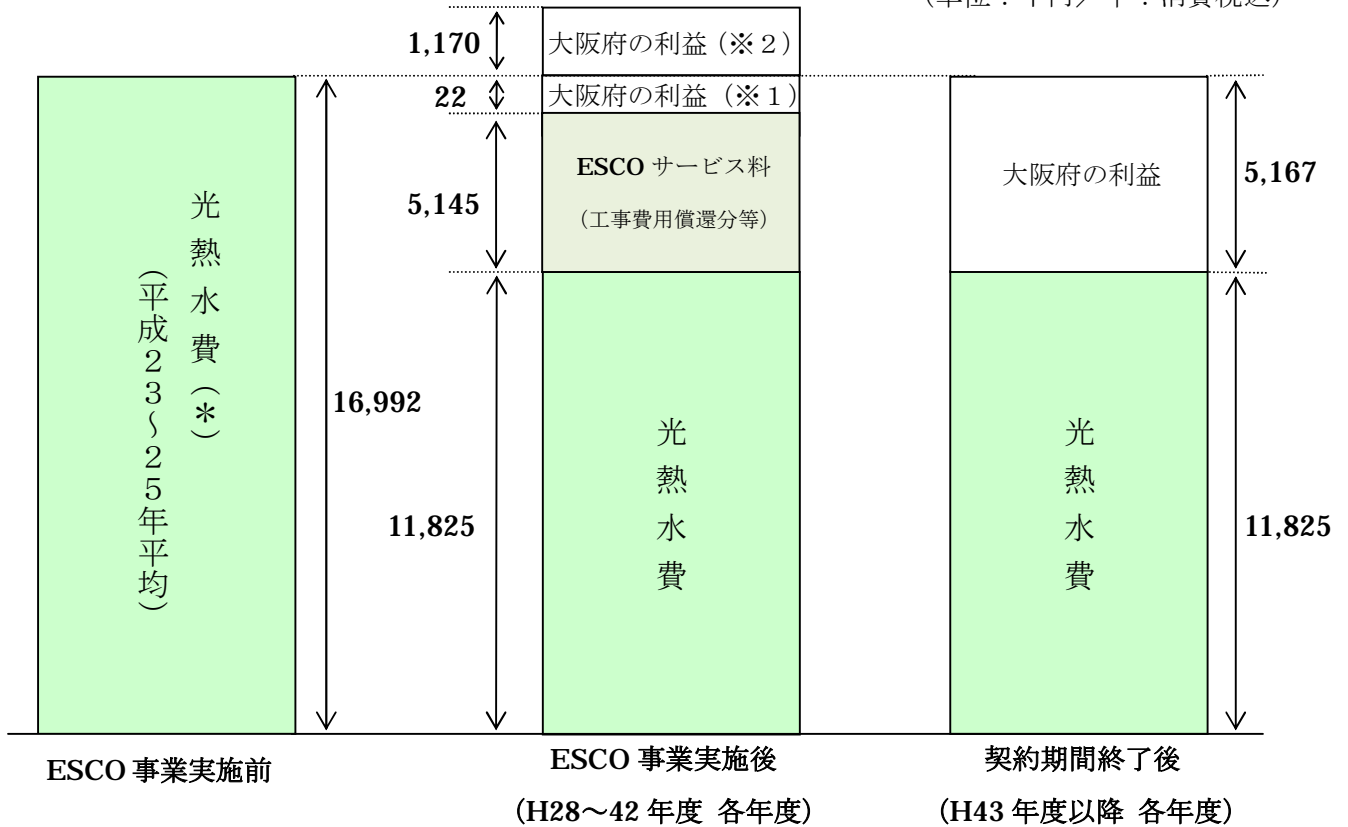 （単位：千円／年：消費税込）
1,170
大阪府の利益（※２）
22
大阪府の利益（※１）
5,145
ESCO サービス料
（工事費用償還分等）
大阪府の利益
5,167
光熱水費（＊）
（平成２３～２５年平均）
16,992
11,825
光熱水費
光熱水費
11,825
ESCO 事業実施前
ESCO 事業実施後
（H28～42 年度 各年度）
契約期間終了後
（H43 年度以降 各年度）